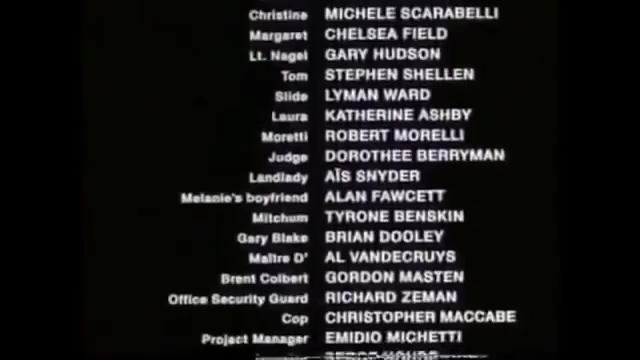 Christine MICHELE SCARABELLI
Margaret CHELSEA FIELD
Lt. Nagel GARY HUDSON
Tom STEPHEN SHELLEN
Slide LYMAN WARD
Laura KATHERINE ASHBY
Moretti ROBERT MORELLI
Judge DOROTHEE BERRYMAN
Landlady AÏS SNYDER
Melanie's boyfriend ALAN FAWCETT
Mitchum TYRONE BENSKIN
Gary Blake BRIAN DOOLEY
Maître D' AL VANDECRUYS
Brent Colbert GORDON MASTEN
Office Security Guard RICHARD ZEMAN
Cop CHRISTOPHER MACCABE
Project Manager EMIDIO MICHETTI